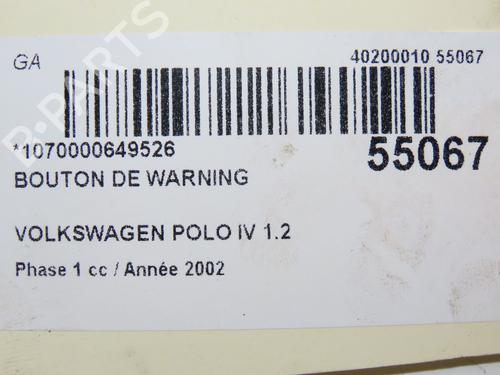 GA
40200010 55067
*1070000649526
55067
BOUTON DE WARNING
VOLKSWAGEN POLO IV 1.2
Phase 1 cc / Année 2002
B-PARTS